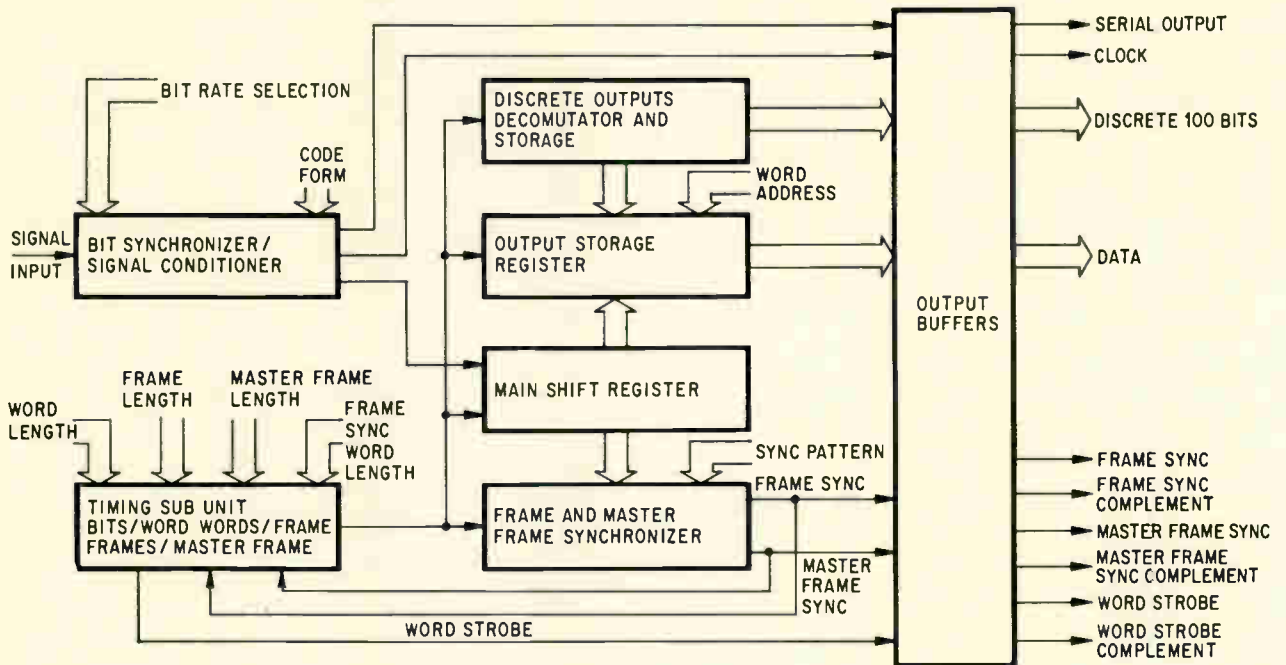 SERIAL OUTPUT
CLOCK
BIT RATE SELECTION
DISCRETE OUTPUTS
DECOMUTATOR AND
STORAGE
DISCRETE 100 BITS
CODE
FORM
WORD
ADDRESS
SIGNAL
INPUT
BIT SYNCHRONIZER/
SIGNAL CONDITIONER
OUTPUT STORAGE
REGISTER
DATA
OUTPUT
BUFFERS
MAIN SHIFT REGISTER
WORD
LENGTH
FRAME
LENGTH
MASTER FRAME
LENGTH
FRAME
SYNC
WORD
LENGTH
SYNC PATTERN
FRAME SYNC
TIMING SUB UNIT
BITS/WORD WORDS/FRAME
FRAMES/MASTER FRAME
FRAME AND MASTER
FRAME SYNCHRONIZER
MASTER
FRAME
SYNC
WORD STROBE
FRAME SYNC
FRAME SYNC
COMPLEMENT
MASTER FRAME SYNC
MASTER FRAME
SYNC COMPLEMENT
WORD STROBE
WORD STROBE
COMPLEMENT